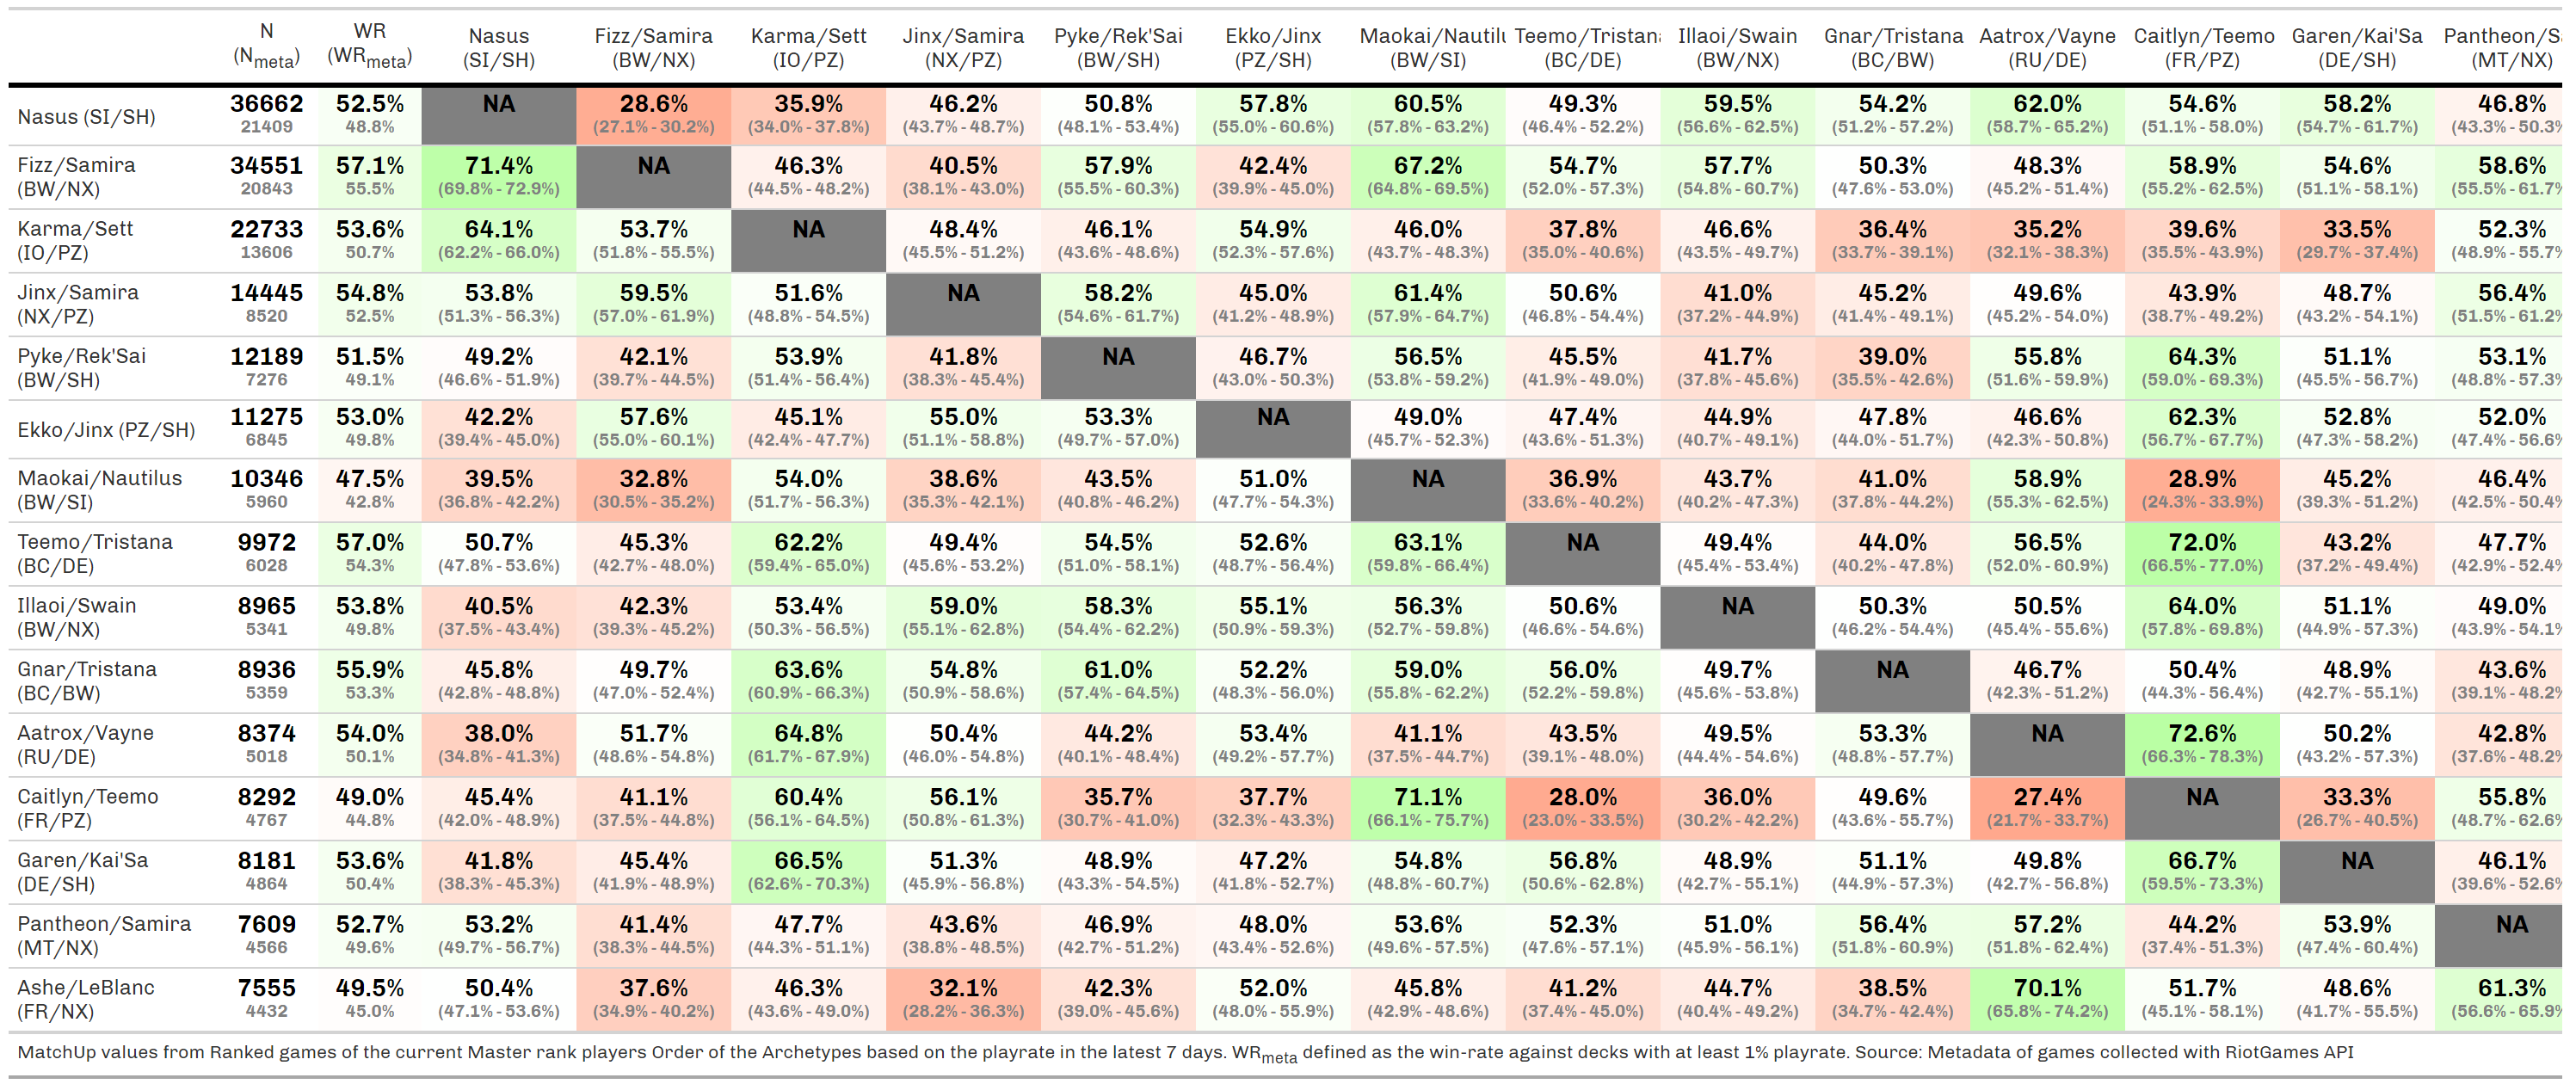 N WR Nasus Fizz/Samira Karma/Sett Jinx/Samira Pyke/Rek'Sai Ekko/Jinx Maokai/Nautilu Teemo/Tristan Illaoi/Swain Gnar/Tristana Aatrox/Vayne Caitlyn/Teemo Garen/Kai'Sa Pantheon/S
(Nmeta) (WRmeta) (SI/SH) (BW/NX) (IO/PZ) (NX/PZ) (BW/SH) (PZ/SH) (BW/SI) (BC/DE) (BW/NX) (BC/BW) (RU/DE) (FR/PZ) (DE/SH) (MT/NX)
Nasus (SI/SH) 36662 52.5% NA 28.6% 35.9% 46.2% 50.8% 57.8% 60.5% 49.3% 59.5% 54.2% 62.0% 54.6% 58.2% 46.8%
21409 48.8% (27.1% - 30.2%) (34.0% - 37.8%) (43.7% - 48.7%) (48.1% - 53.4%) (55.0% - 60.6%) (57.8% - 63.2%) (46.4% - 52.2%) (56.6% - 62.5%) (51.2% - 57.2%) (58.7% - 65.2%) (51.1% - 58.0%) (54.7% - 61.7%) (43.3% - 50.3%
Fizz/Samira 34551 57.1% 71.4% NA 46.3% 40.5% 57.9% 42.4% 67.2% 54.7% 57.7% 50.3% 48.3% 58.9% 54.6% 58.6%
(BW/NX) 20843 55.5% (69.8% - 72.9%) (44.5% - 48.2%) (38.1% - 43.0%) (55.5% - 60.3%) (39.9% - 45.0%) (64.8% - 69.5%) (52.0% - 57.3%) (54.8% - 60.7%) (47.6% - 53.0%) (45.2% - 51.4%) (55.2% - 62.5%) (51.1% - 58.1%) (55.5% - 61.7%
Karma/Sett 22733 53.6% 64.1% 53.7% NA 48.4% 46.1% 54.9% 46.0% 37.8% 46.6% 36.4% 35.2% 39.6% 33.5% 52.3%
(IO/PZ) 13606 50.7% (62.2% - 66.0%) (51.8% - 55.5%) (45.5% - 51.2%) (43.6% - 48.6%) (52.3% - 57.6%) (43.7% - 48.3%) (35.0% - 40.6%) (43.5% - 49.7%) (33.7% - 39.1%) (32.1% - 38.3%) (35.5% - 43.9%) (29.7% - 37.4%) (48.9% - 55.7%
Jinx/Samira 14445 54.8% 53.8% 59.5% 51.6% NA 58.2% 45.0% 61.4% 50.6% 41.0% 45.2% 49.6% 43.9% 48.7% 56.4%
(NX/PZ) 8520 52.5% (51.3% - 56.3%) (57.0% - 61.9%) (48.8% - 54.5%) (54.6% - 61.7%) (41.2% - 48.9%) (57.9% - 64.7%) (46.8% - 54.4%) (37.2% - 44.9%) (41.4% - 49.1%) (45.2% - 54.0%) (38.7% - 49.2%) (43.2% - 54.1%) (51.5% - 61.2%
Pyke/Rek'Sai 12189 51.5% 49.2% 42.1% 53.9% 41.8% NA 46.7% 56.5% 45.5% 41.7% 39.0% 55.8% 64.3% 51.1% 53.1%
(BW/SH) 7276 49.1% (46.6% - 51.9%) (39.7% - 44.5%) (51.4% - 56.4%) (38.3% - 45.4%) (43.0% - 50.3%) (53.8% - 59.2%) (41.9% - 49.0%) (37.8% - 45.6%) (35.5% - 42.6%) (51.6% - 59.9%) (59.0% - 69.3%) (45.5% - 56.7%) (48.8% - 57.3%
Ekko/Jinx (PZ/SH) 11275 53.0% 42.2% 57.6% 45.1% 55.0% 53.3% NA 49.0% 47.4% 44.9% 47.8% 46.6% 62.3% 52.8% 52.0%
6845 49.8% (39.4% - 45.0%) (55.0% - 60.1%) (42.4% - 47.7%) (51.1% - 58.8%) (49.7% - 57.0%) (45.7% - 52.3%) (43.6% - 51.3%) (40.7% - 49.1%) (44.0% - 51.7%) (42.3% - 50.8%) (56.7% - 67.7%) (47.3% - 58.2%) (47.4% - 56.6%
Maokai/Nautilus 10346 47.5% 39.5% 32.8% 54.0% 38.6% 43.5% 51.0% NA 36.9% 43.7% 41.0% 58.9% 28.9% 45.2% 46.4%
(BW/SI) 5960 42.8% (36.8% - 42.2%) (30.5% - 35.2%) (51.7% - 56.3%) (35.3% - 42.1%) (40.8% - 46.2%) (47.7% - 54.3%) (33.6% - 40.2%) (40.2% - 47.3%) (37.8% - 44.2%) (55.3% - 62.5%) (24.3% - 33.9%) (39.3% - 51.2%) (42.5% - 50.4%
Teemo/Tristana 9972 57.0% 50.7% 45.3% 62.2% 49.4% 54.5% 52.6% 63.1% NA 49.4% 44.0% 56.5% 72.0% 43.2% 47.7%
(BC/DE) 6028 54.3% (47.8% - 53.6%) (42.7% - 48.0%) (59.4% - 65.0%) (45.6% - 53.2%) (51.0% - 58.1%) (48.7% - 56.4%) (59.8% - 66.4%) (45.4% - 53.4%) (40.2% - 47.8%) (52.0% - 60.9%) (66.5% - 77.0%) (37.2% - 49.4%) (42.9% - 52.4%
Illaoi/Swain 8965 53.8% 40.5% 42.3% 53.4% 59.0% 58.3% 55.1% 56.3% 50.6% NA 50.3% 50.5% 64.0% 51.1% 49.0%
(BW/NX) 5341 49.8% (37.5% - 43.4%) (39.3% - 45.2%) (50.3% - 56.5%) (55.1% - 62.8%) (54.4% - 62.2%) (50.9% - 59.3%) (52.7% - 59.8%) (46.6% - 54.6%) (46.2% - 54.4%) (45.4% - 55.6%) (57.8% - 69.8%) (44.9% - 57.3%) (43.9% - 54.1%
Gnar/Tristana 8936 55.9% 45.8% 49.7% 63.6% 54.8% 61.0% 52.2% 59.0% 56.0% 49.7% NA 46.7% 50.4% 48.9% 43.6%
(BC/BW) 5359 53.3% (42.8% - 48.8%) (47.0% - 52.4%) (60.9% - 66.3%) (50.9% - 58.6%) (57.4% - 64.5%) (48.3% - 56.0%) (55.8% - 62.2%) (52.2% - 59.8%) (45.6% - 53.8%) (42.3% - 51.2%) (44.3% - 56.4%) (42.7% - 55.1%) (39.1% - 48.2%
Aatrox/Vayne 8374 54.0% 38.0% 51.7% 64.8% 50.4% 44.2% 53.4% 41.1% 43.5% 49.5% 53.3% NA 72.6% 50.2% 42.8%
(RU/DE) 5018 50.1% (34.8% - 41.3%) (48.6% - 54.8%) (61.7% - 67.9%) (46.0% - 54.8%) (40.1% - 48.4%) (49.2% - 57.7%) (37.5% - 44.7%) (39.1% - 48.0%) (44.4% - 54.6%) (48.8% - 57.7%) (66.3% - 78.3%) (43.2% - 57.3%) (37.6% - 48.2%
Caitlyn/Teemo 8292 49.0% 45.4% 41.1% 60.4% 56.1% 35.7% 37.7% 71.1% 28.0% 36.0% 49.6% 27.4% NA 33.3% 55.8%
(FR/PZ) 4767 44.8% (42.0% - 48.9%) (37.5% - 44.8%) (56.1% - 64.5%) (50.8% - 61.3%) (30.7% - 41.0%) (32.3% - 43.3%) (66.1% - 75.7%) (23.0% - 33.5%) (30.2% - 42.2%) (43.6% - 55.7%) (21.7% - 33.7%) (26.7% - 40.5%) (48.7% - 62.6%
Garen/Kai'Sa 8181 53.6% 41.8% 45.4% 66.5% 51.3% 48.9% 47.2% 54.8% 56.8% 48.9% 51.1% 49.8% 66.7% NA 46.1%
(DE/SH) 4864 50.4% (38.3% - 45.3%) (41.9% - 48.9%) (62.6% - 70.3%) (45.9% - 56.8%) (43.3% - 54.5%) (41.8% - 52.7%) (48.8% - 60.7%) (50.6% - 62.8%) (42.7% - 55.1%) (44.9% - 57.3%) (42.7% - 56.8%) (59.5% - 73.3%) (39.6% - 52.6%
Pantheon/Samira 7609 52.7% 53.2% 41.4% 47.7% 43.6% 46.9% 48.0% 53.6% 52.3% 51.0% 56.4% 57.2% 44.2% 53.9% NA
(MT/NX) 4566 49.6% (49.7% - 56.7%) (38.3% - 44.5%) (44.3% - 51.1%) (38.8% - 48.5%) (42.7% - 51.2%) (43.4% - 52.6%) (49.6% - 57.5%) (47.6% - 57.1%) (45.9% - 56.1%) (51.8% - 60.9%) (51.8% - 62.4%) (37.4% - 51.3%) (47.4% - 60.4%)
Ashe/LeBlanc 7555 49.5% 50.4% 37.6% 46.3% 32.1% 42.3% 52.0% 45.8% 41.2% 44.7% 38.5% 70.1% 51.7% 48.6% 61.3%
(FR/NX) 4432 45.0% (47.1% - 53.6%) (34.9% - 40.2%) (43.6% - 49.0%) (28.2% - 36.3%) (39.0% - 45.6%) (48.0% - 55.9%) (42.9% - 48.6%) (37.4% - 45.0%) (40.4% - 49.2%) (34.7% - 42.4%) (65.8% - 74.2%) (45.1% - 58.1%) (41.7% - 55.5%) (56.6% - 65.9%
MatchUp values from Ranked games of the current Master rank players Order of the Archetypes based on the playrate in the latest 7 days. WRmeta defined as the win-rate against decks with at least 1% playrate. Source: Metadata of games collected with RiotGames API